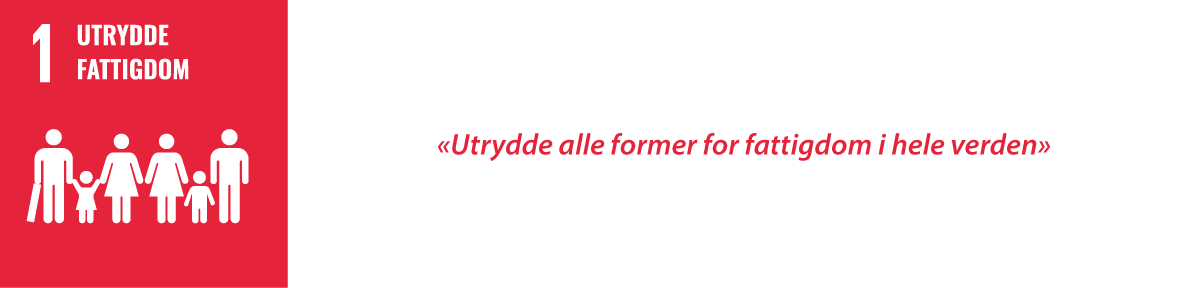 1
UTRYDDE
FATTIGDOM
«Utrydde alle former for fattigdom i hele verden»